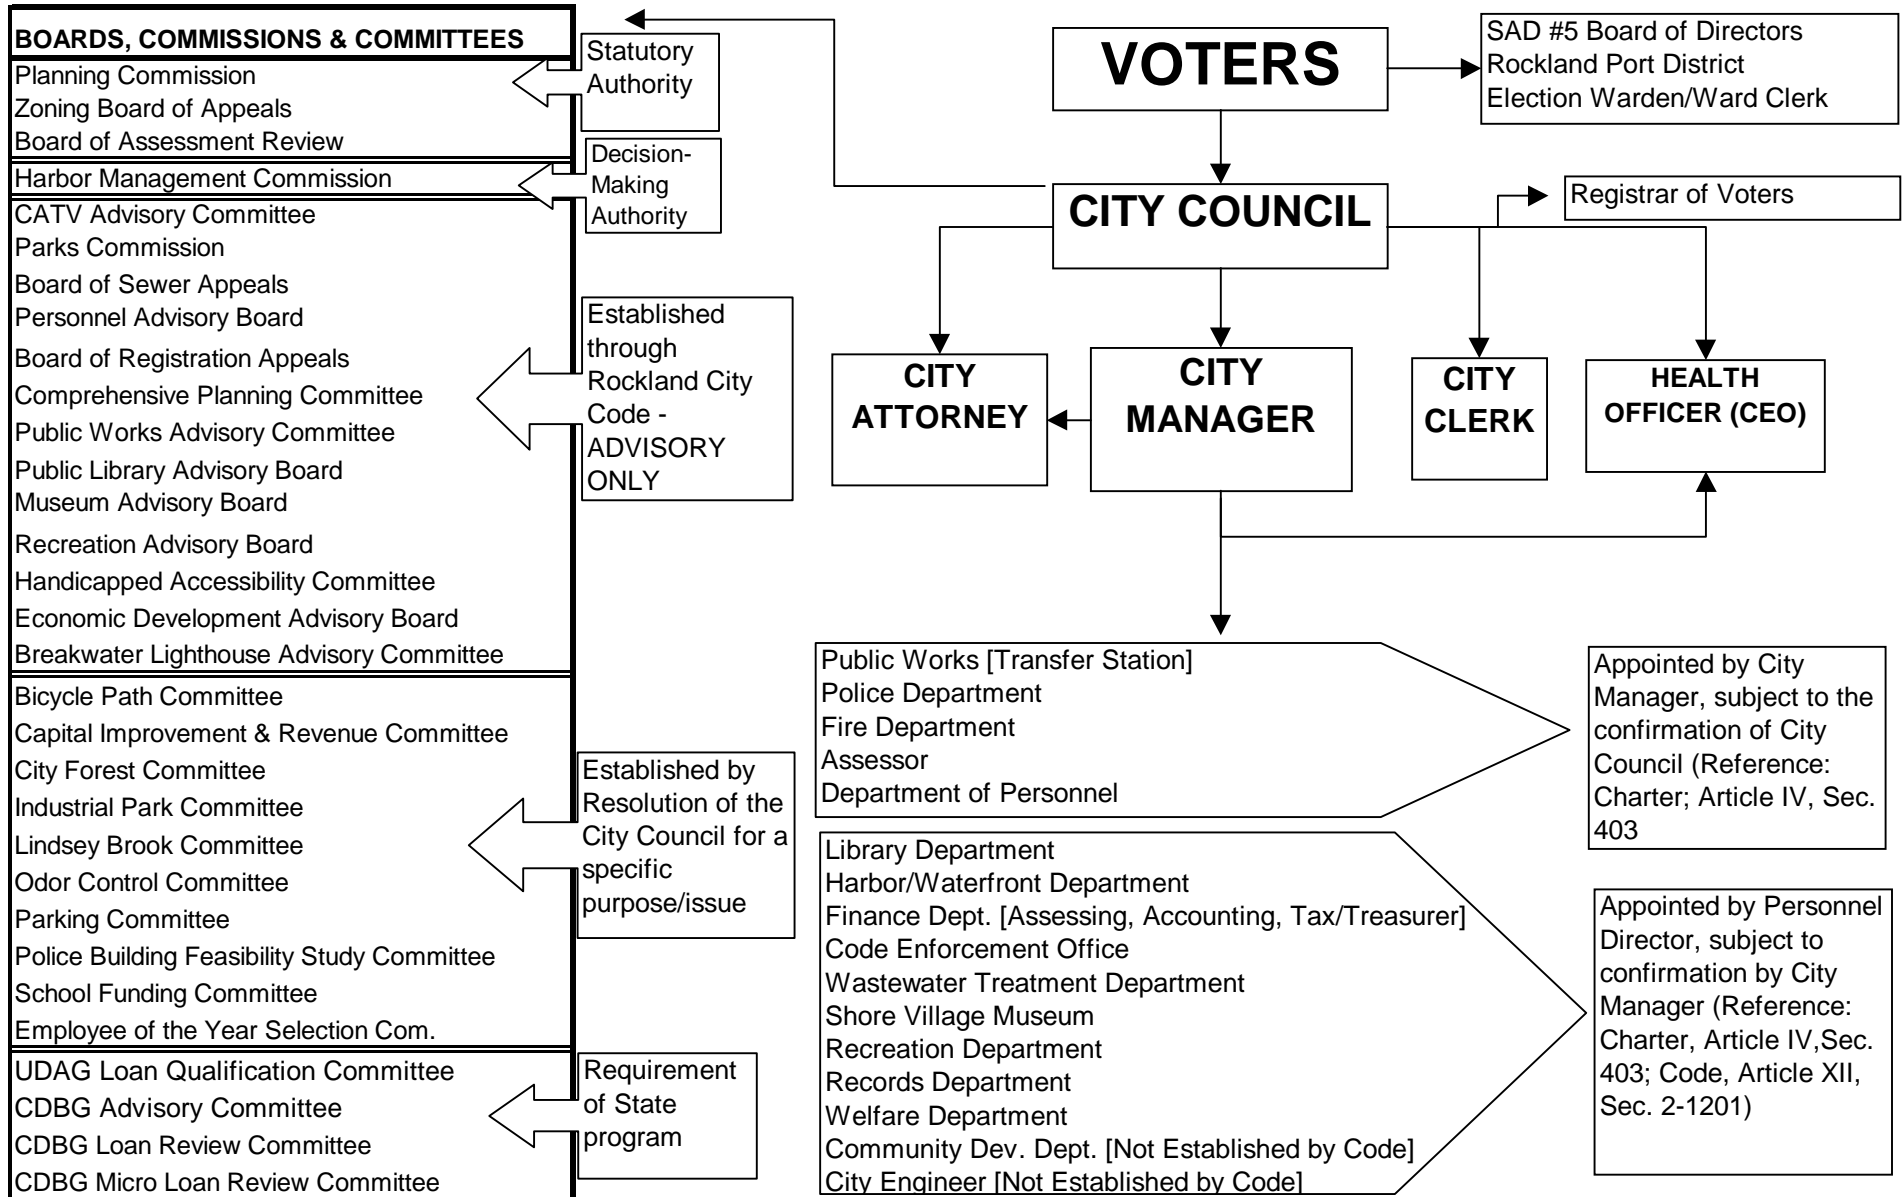 BOARDS, COMMISSIONS & COMMITTEES
Planning Commission
Zoning Board of Appeals
Board of Assessment Review
Harbor Management Commission
CATV Advisory Committee
Parks Commission
Board of Sewer Appeals
Personnel Advisory Board
Board of Registration Appeals
Comprehensive Planning Committee
Public Works Advisory Committee
Public Library Advisory Board
Museum Advisory Board
Recreation Advisory Board
Handicapped Accessibility Committee
Economic Development Advisory Board
Breakwater Lighthouse Advisory Committee
Bicycle Path Committee
Capital Improvement & Revenue Committee
City Forest Committee
Industrial Park Committee
Lindsey Brook Committee
Odor Control Committee
Parking Committee
Police Building Feasibility Study Committee
School Funding Committee
Employee of the Year Selection Com.
UDAG Loan Qualification Committee
CDBG Advisory Committee
CDBG Loan Review Committee
CDBG Micro Loan Review Committee
Statutory
Authority
Decision-
Making
Authority
Established
through
Rockland City
Code -
ADVISORY
ONLY
Established by
Resolution of the
City Council for a
specific
purpose/issue
Requirement
of State
program
VOTERS
SAD #5 Board of Directors
Rockland Port District
Election Warden/Ward Clerk
CITY COUNCIL
Registrar of Voters
CITY
ATTORNEY
CITY
MANAGER
CITY
CLERK
HEALTH
OFFICER (CEO)
Public Works [Transfer Station]
Police Department
Fire Department
Assessor
Department of Personnel
Appointed by City
Manager, subject to the
confirmation of City
Council (Reference:
Charter; Article IV, Sec.
403
Library Department
Harbor/Waterfront Department
Finance Dept. [Assessing, Accounting, Tax/Treasurer]
Code Enforcement Office
Wastewater Treatment Department
Shore Village Museum
Recreation Department
Records Department
Welfare Department
Community Dev. Dept. [Not Established by Code]
City Engineer [Not Established by Code]
Appointed by Personnel
Director, subject to
confirmation by City
Manager (Reference:
Charter, Article IV,Sec.
403; Code, Article XII,
Sec. 2-1201)